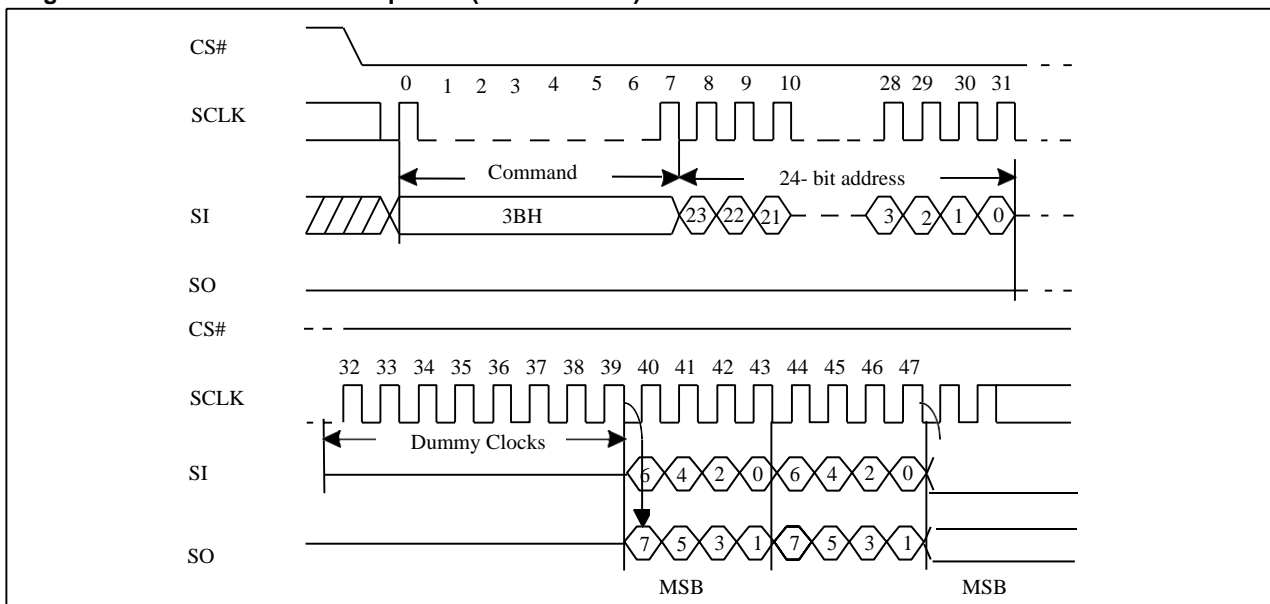 CS#
0 1 2 3 4 5 6 7 8 9 10 28 29 30 31
SCLK
Command 24- bit address
SI 3BH 23 22 21 3 2 1 0
SO
CS#
32 33 34 35 36 37 38 39 40 41 42 43 44 45 46 47
SCLK
Dummy Clocks
SI 6 4 2 0 6 4 2 0
SO 7 5 3 1 7 5 3 1
MSB MSB